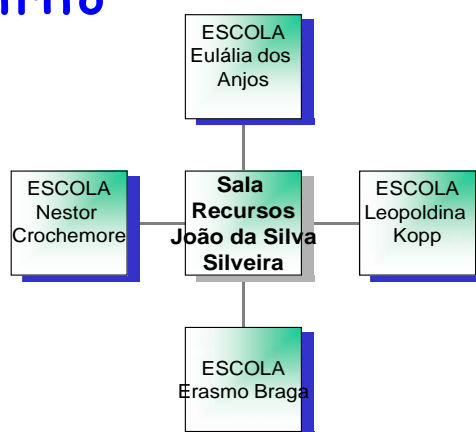 ESCOLA
Eulália dos
Anjos
ESCOLA
Nestor
Crochemore
Sala
Recursos
João da Silva
Silveira
ESCOLA
Leopoldina
Kopp
ESCOLA
Erasmo Braga